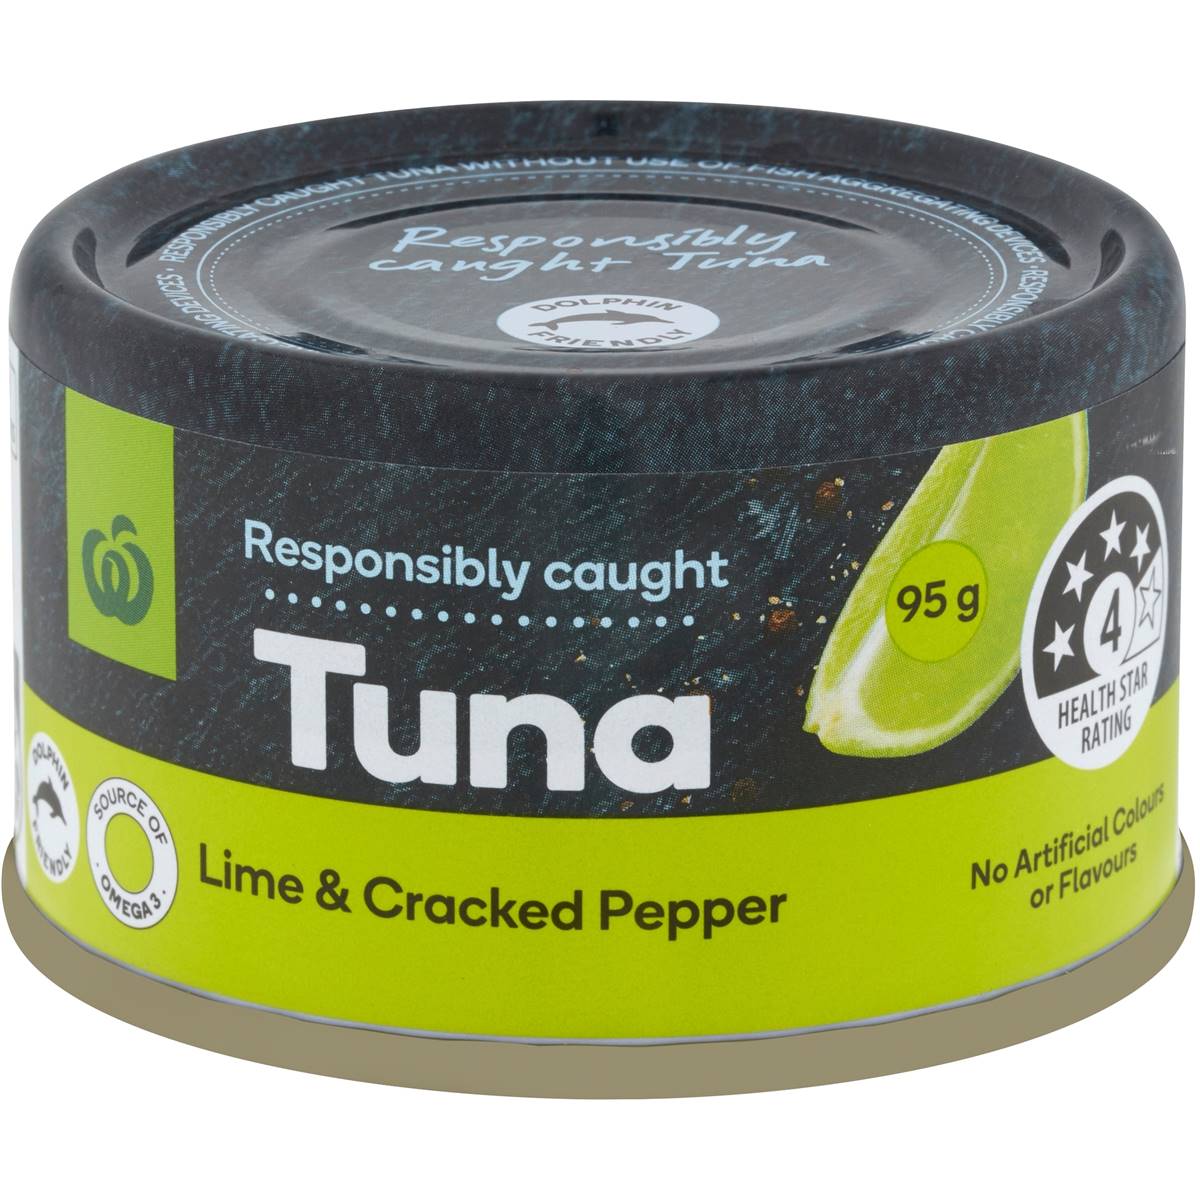 RESPONSIBLY CAUGHT TUNA WITHOUT USE OF FISH AGGREGATING DEVICES · RESPONSIBLY
Responsibly
caught Tuna
DOLPHIN
FRIENDLY
Responsibly caught
Tuna
95 g
4
HEALTH STAR
RATING
DOLPHIN
FRIENDLY
SOURCE OF
· OMEGA 3 ·
Lime & Cracked Pepper
No Artificial Colours
or Flavours